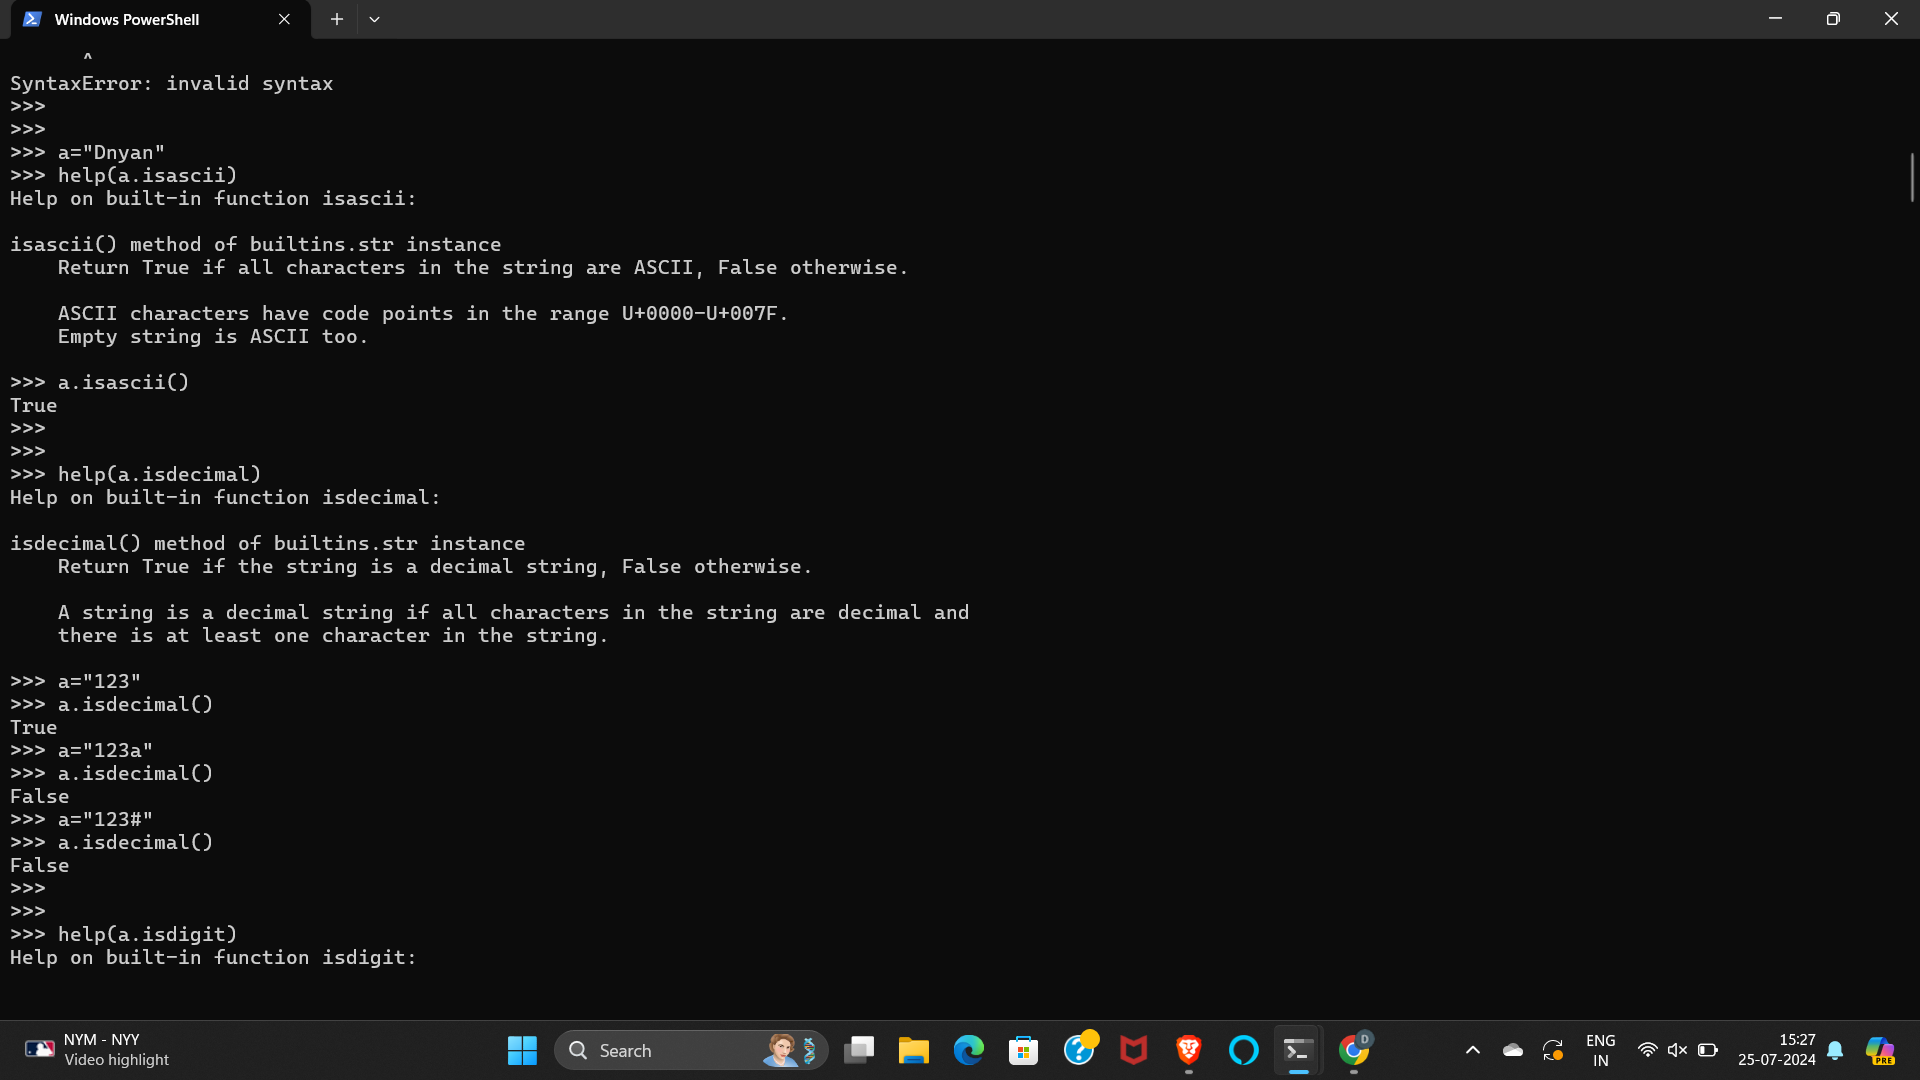 Windows PowerShell
^
SyntaxError: invalid syntax
>>>
>>>
>>> a="Dnyan"
>>> help(a.isascii)
Help on built-in function isascii:
isascii() method of builtins.str instance
Return True if all characters in the string are ASCII, False otherwise.
ASCII characters have code points in the range U+0000-U+007F.
Empty string is ASCII too.
>>> a.isascii()
True
>>>
>>>
>>> help(a.isdecimal)
Help on built-in function isdecimal:
isdecimal() method of builtins.str instance
Return True if the string is a decimal string, False otherwise.
A string is a decimal string if all characters in the string are decimal and
there is at least one character in the string.
>>> a="123"
>>> a.isdecimal()
True
>>> a="123a"
>>> a.isdecimal()
False
>>> a="123#"
>>> a.isdecimal()
False
>>>
>>>
>>> help(a.isdigit)
Help on built-in function isdigit:
NYM - NYY
Video highlight
Search
D
ENG
IN
15:27
25-07-2024
PRE